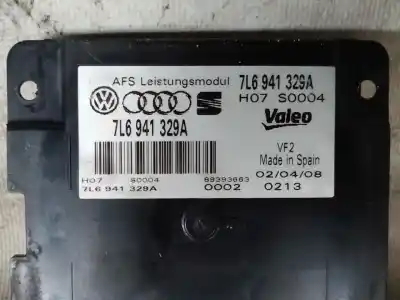 AFS Leistungsmodul 7L6 941 329A
H07 S0004
7L6 941 329A Valeo
VF2
Made in Spain
H07 S0004 89393663 02/04/08
7L6 941 329A 0002 0213